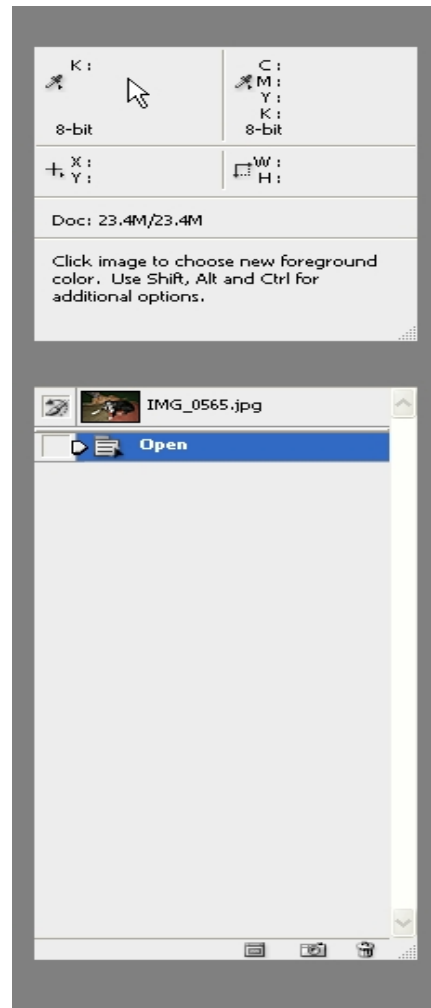 K :
C :
M :
Y :
K :
8-bit
8-bit
X :
Y :
W :
H :
Doc: 23.4M/23.4M
Click image to choose new foreground
color. Use Shift, Alt and Ctrl for
additional options.
IMG_0565.jpg
Open